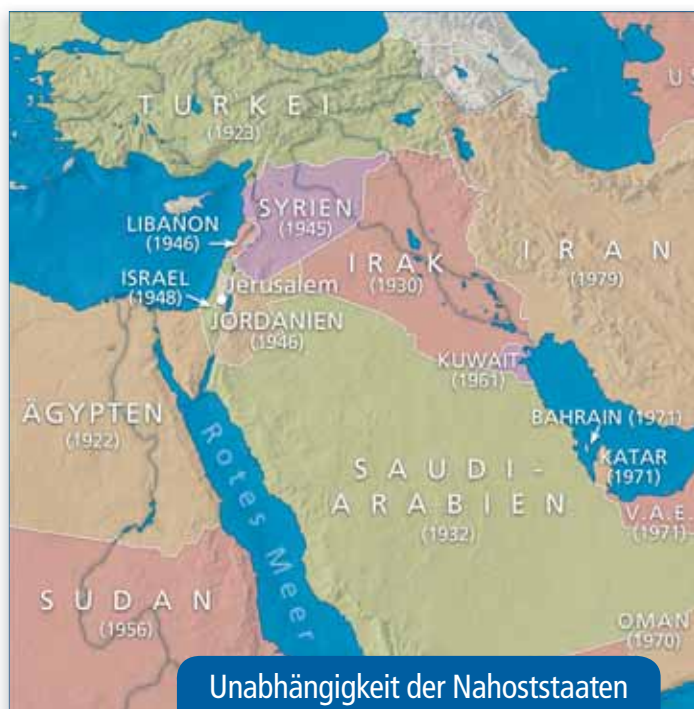 TÜRKEI
(1923)
US
SYRIEN
(1945)
LIBANON
(1946)
IRAK
(1930)
IRAN
(1979)
ISRAEL
(1948)
Jerusalem
JORDANIEN
(1946)
KUWAIT
(1961)
ÄGYPTEN
(1922)
BAHRAIN (1971)
KATAR
(1971)
Rotes Meer
SAUDI-
ARABIEN
(1932)
V.A.E.
(1971)
SUDAN
(1956)
OMAN
(1970)
Unabhängigkeit der Nahoststaaten